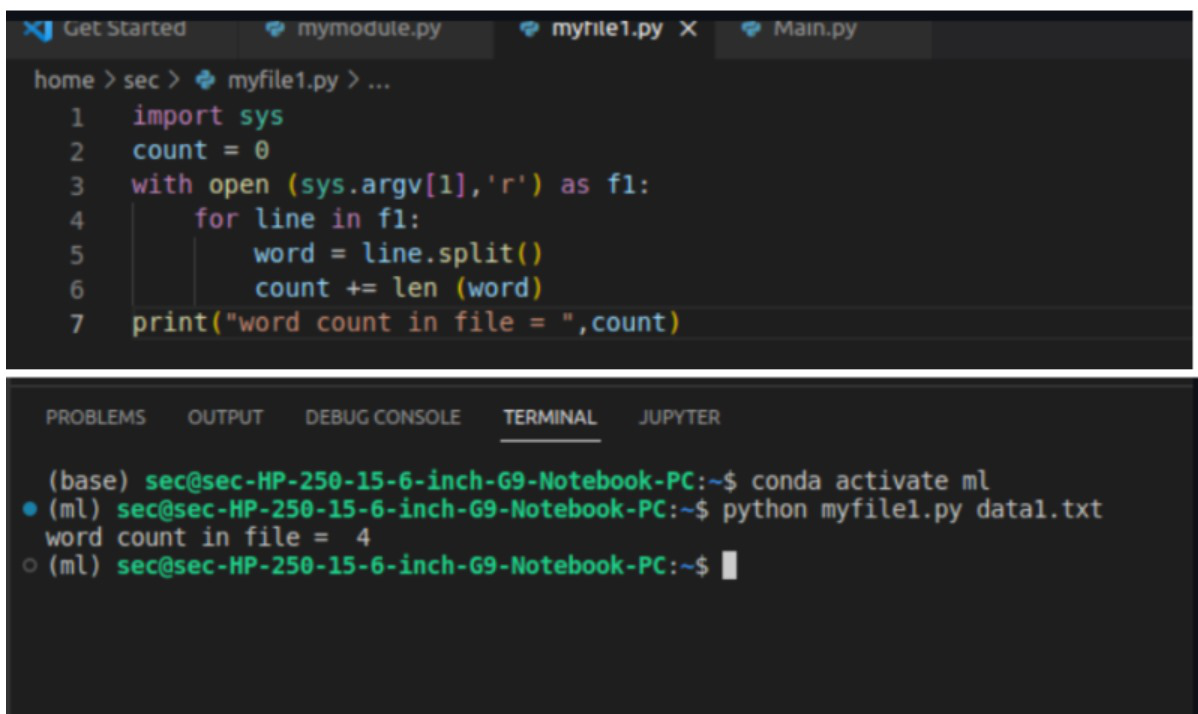 Get Started mymodule.py myfile1.py Main.py
home > sec > myfile1.py > ...
1 import sys
2 count = 0
3 with open (sys.argv[1],'r') as f1:
4 for line in f1:
5 word = line.split()
6 count += len (word)
7 print("word count in file = ",count)
PROBLEMS OUTPUT DEBUG CONSOLE TERMINAL JUPYTER
(base) sec@sec-HP-250-15-6-inch-G9-Notebook-PC:~$ conda activate ml
(ml) sec@sec-HP-250-15-6-inch-G9-Notebook-PC:~$ python myfile1.py data1.txt
word count in file =  4
(ml) sec@sec-HP-250-15-6-inch-G9-Notebook-PC:~$